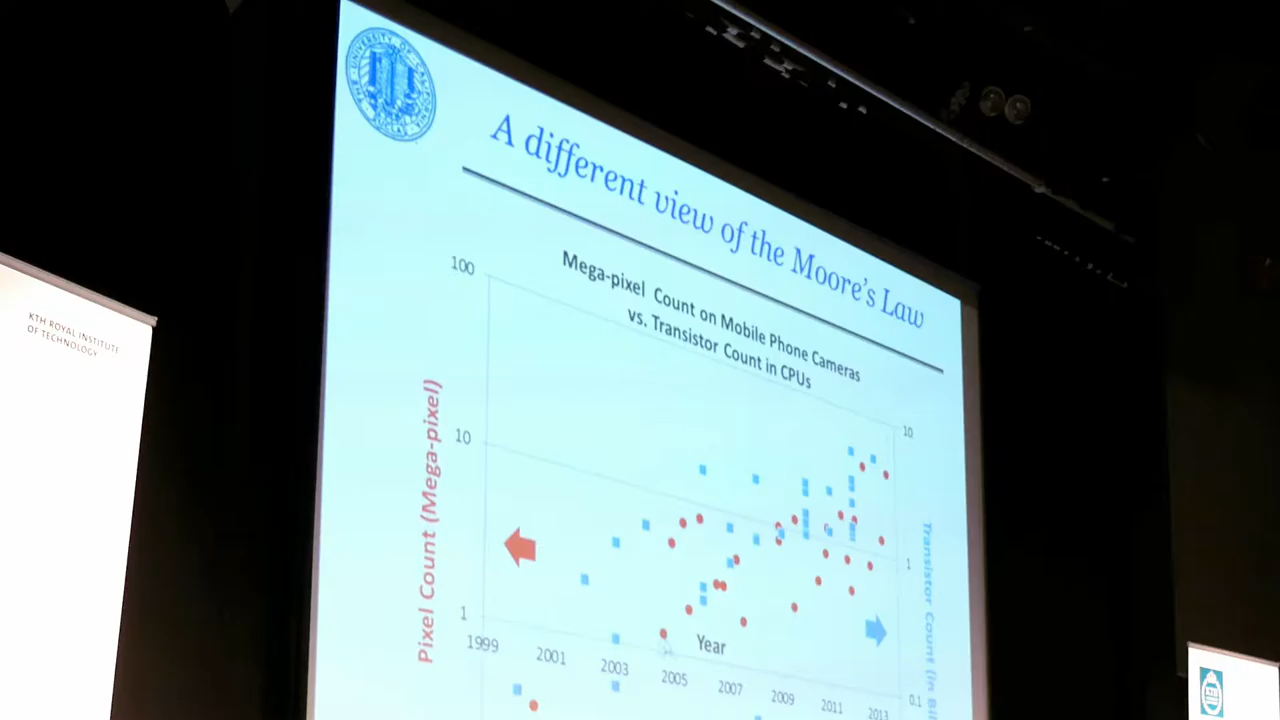 KTH ROYAL INSTITUTE
OF TECHNOLOGY
A different view of the Moore's Law
Mega-pixel Count on Mobile Phone Cameras
vs. Transistor Count in CPUs
Pixel Count (Mega-pixel)
100
10
1
10
1
0.1
Transistor Count (in Bil
Year
1999
2001
2003
2005
2007
2009
2011
2013